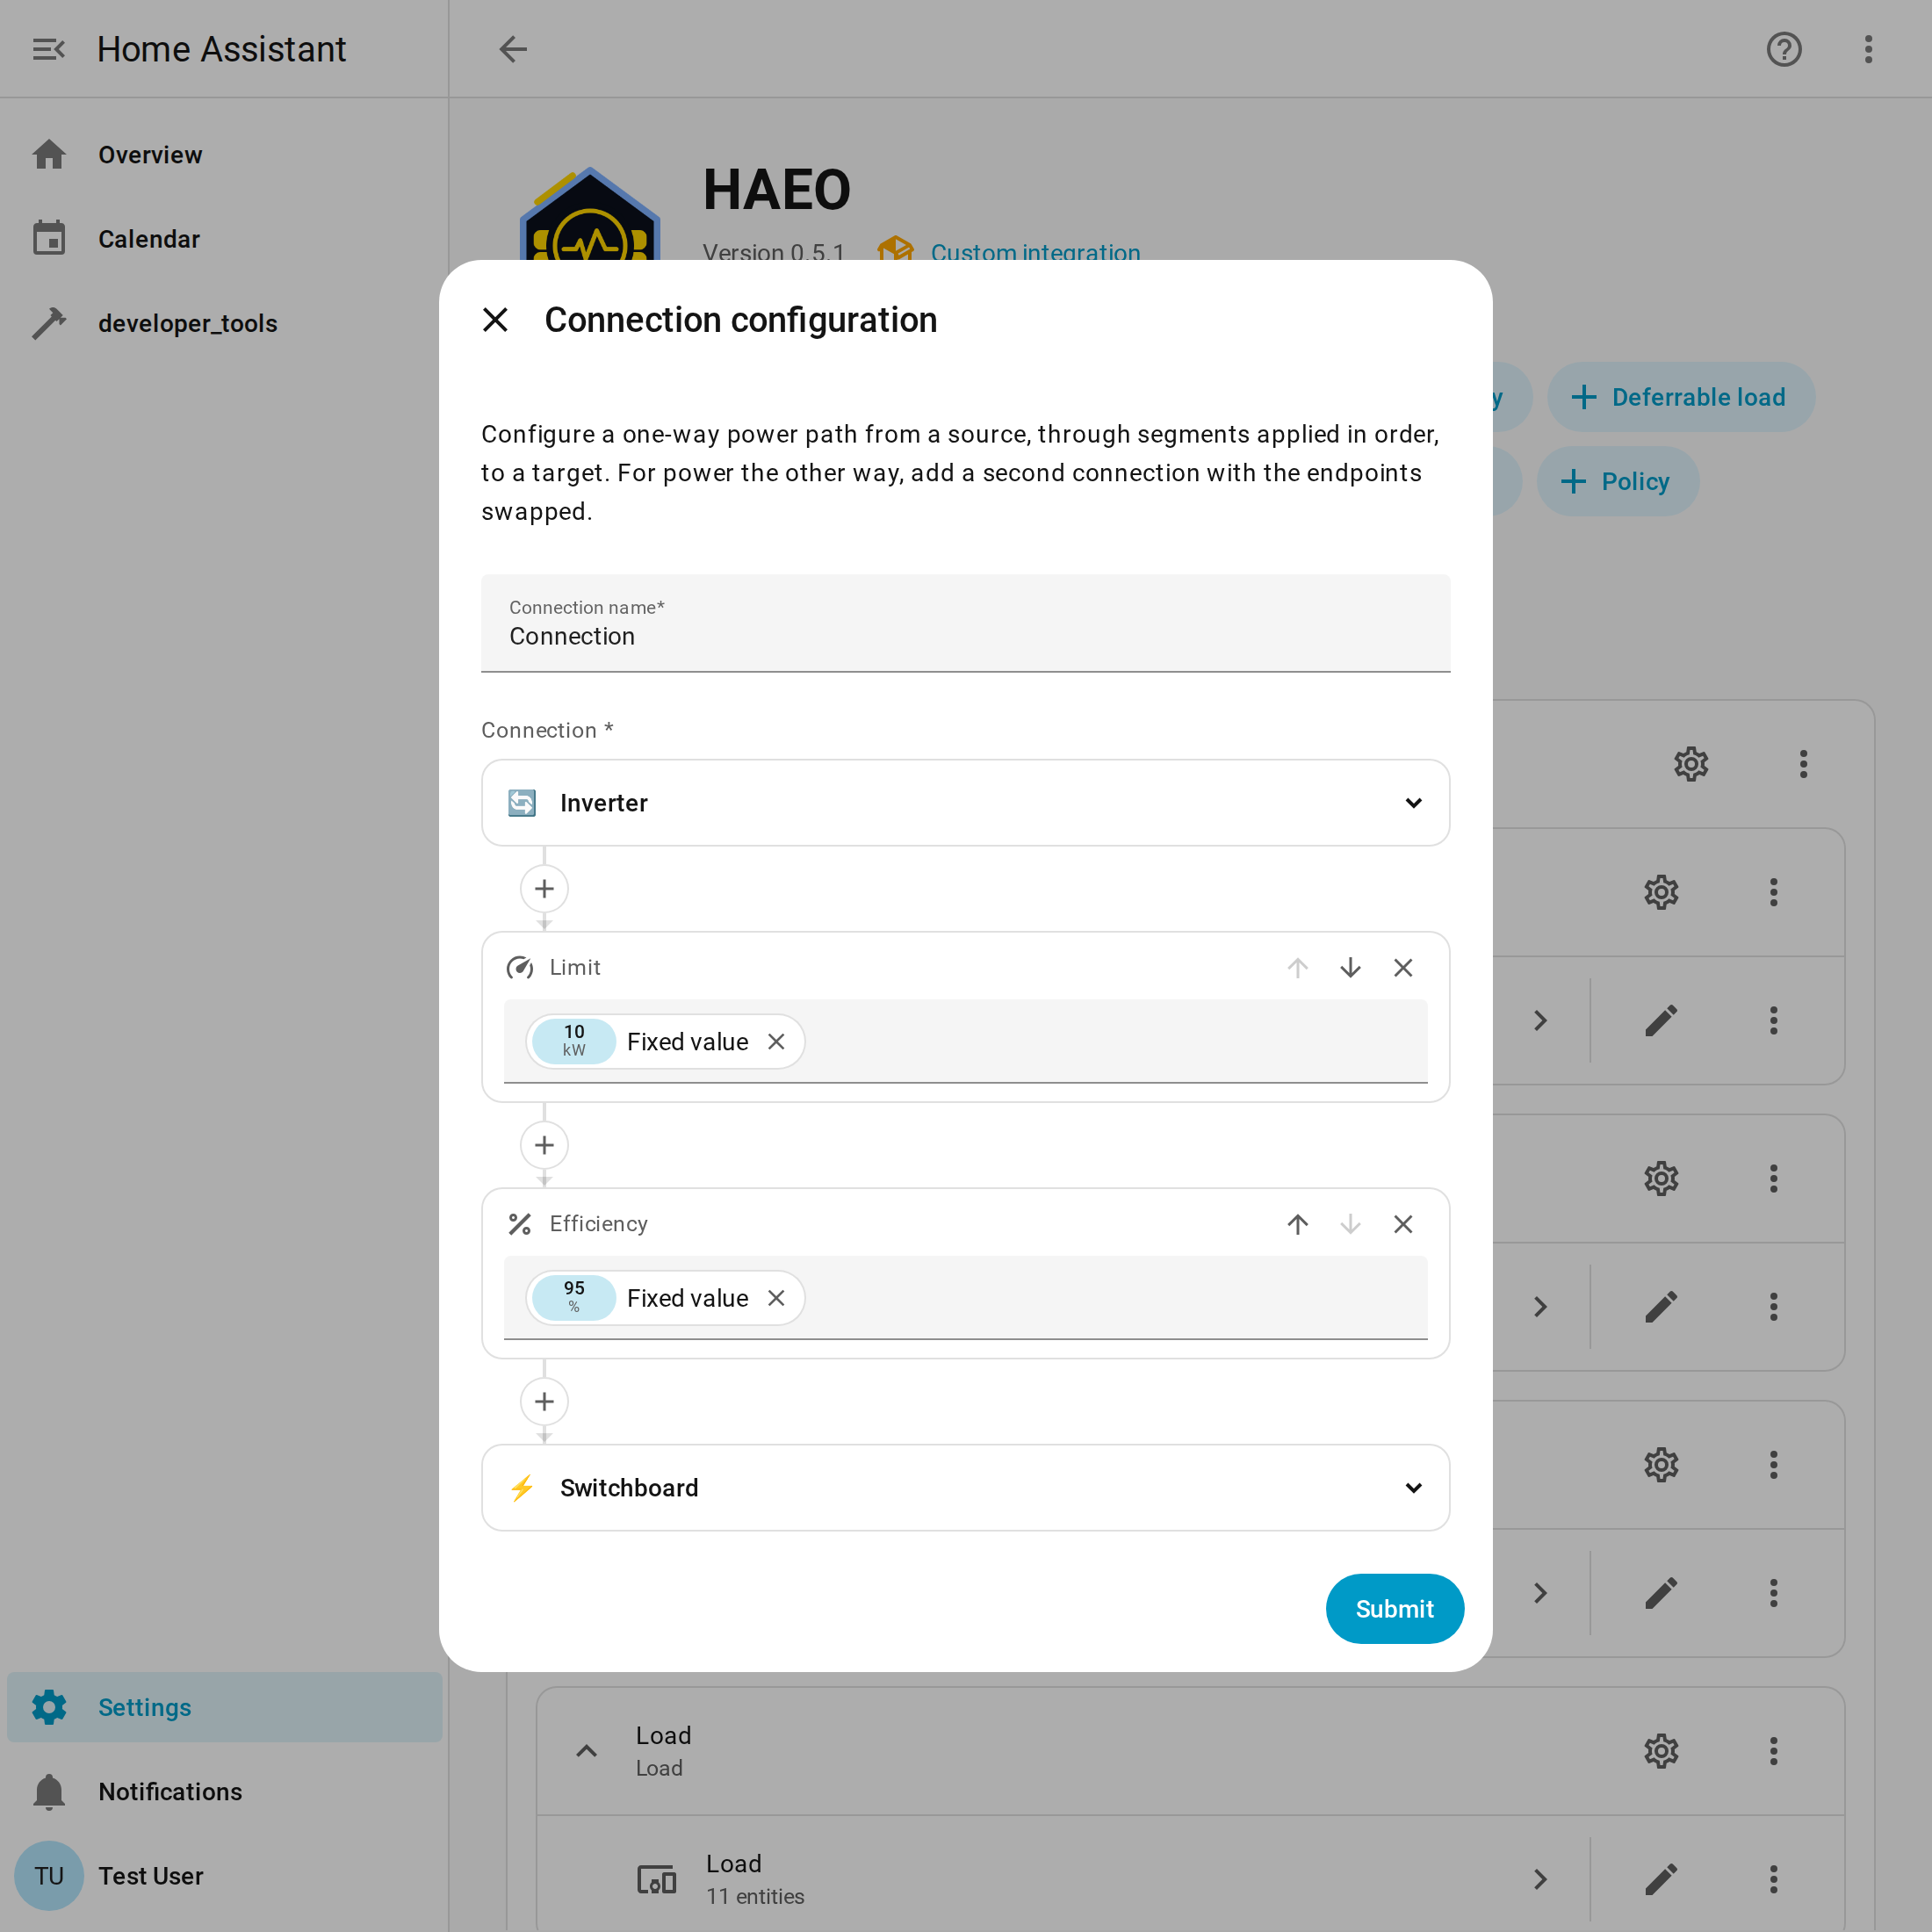 Home Assistant
Overview
Calendar
developer_tools
Settings
Notifications
TU
Test User
HAEO
Version 0.5.1
Custom integration
y
Deferrable load
Policy
Connection configuration
Configure a one-way power path from a source, through segments applied in order,
to a target. For power the other way, add a second connection with the endpoints
swapped.
Connection name*
Connection
Connection *
Inverter
Limit
10
kW
Fixed value
Efficiency
95
%
Fixed value
Switchboard
Submit
Load
Load
Load
11 entities